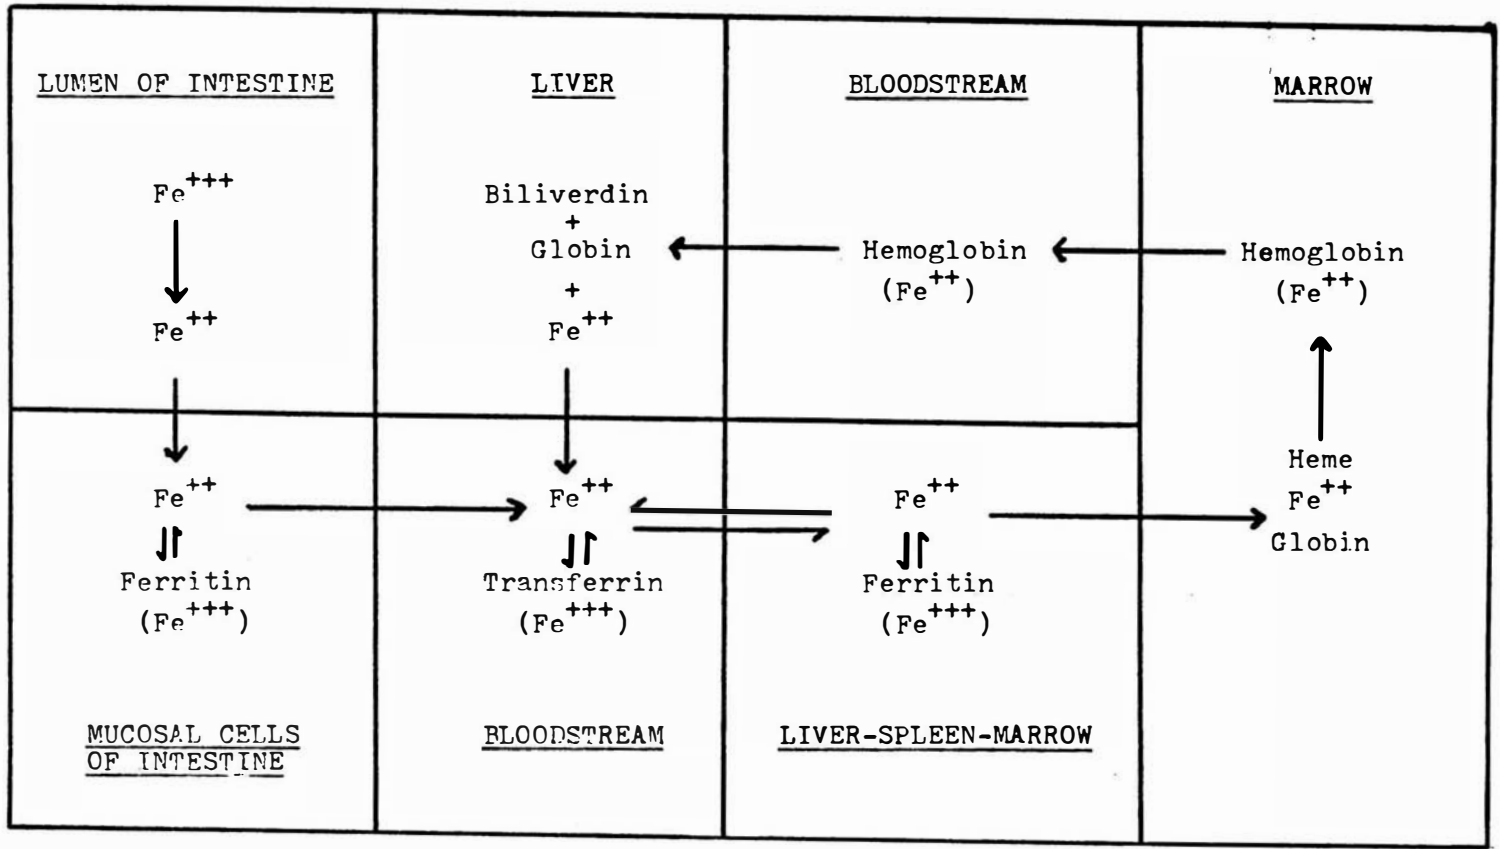 LUMEN OF INTESTINE
Fe+++
Fe++
LIVER
Biliverdin
+
Globin
+
Fe++
BLOODSTREAM
Hemoglobin
(Fe++)
MARROW
Hemoglobin
(Fe++)
Heme
Fe++
Globin
Fe++
Ferritin
(Fe+++)
MUCOSAL CELLS
OF INTESTINE
Fe++
Transferrin
(Fe+++)
BLOODSTREAM
Fe++
Ferritin
(Fe+++)
LIVER-SPLEEN-MARROW